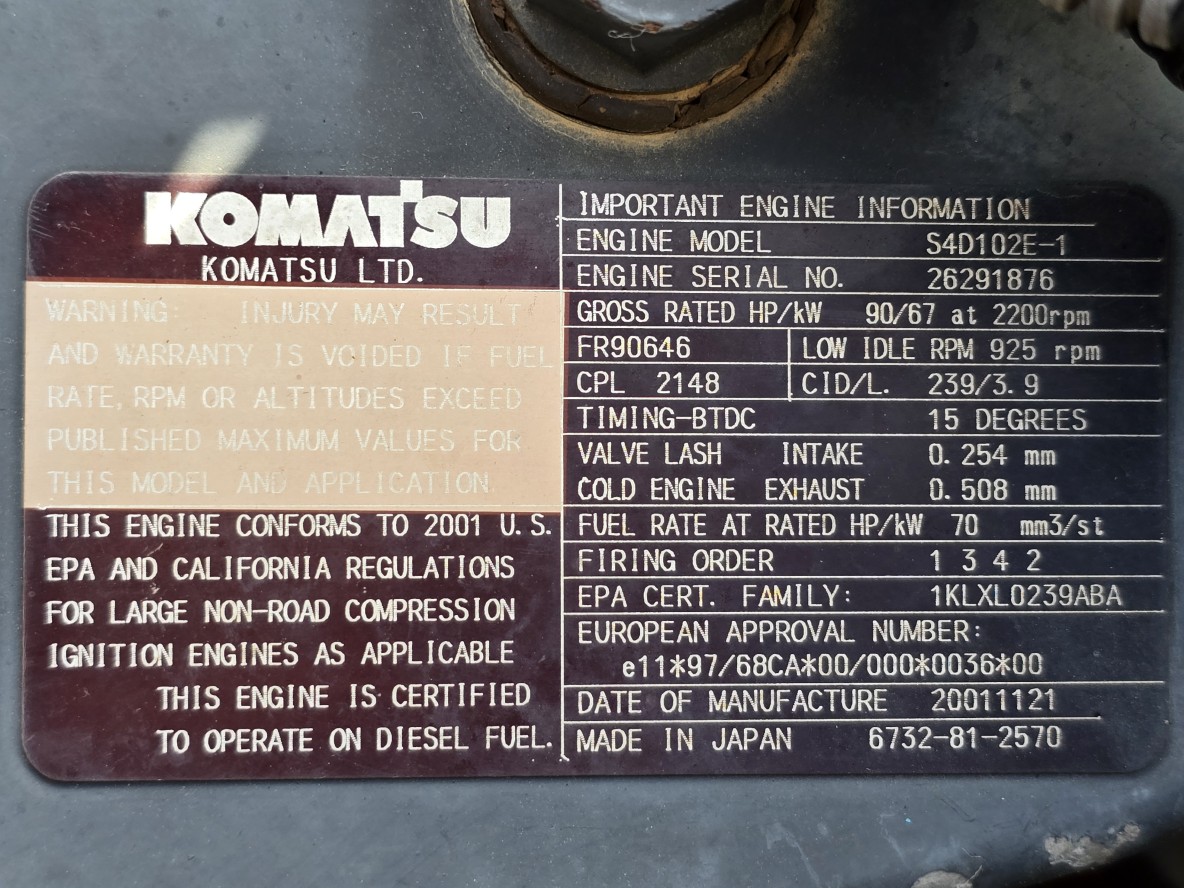 KOMATSU
KOMATSU LTD.
WARNING: INJURY MAY RESULT
AND WARRANTY IS VOIDED IF FUEL
RATE, RPM OR ALTITUDES EXCEED
PUBLISHED MAXIMUM VALUES FOR
THIS MODEL AND APPLICATION.
THIS ENGINE CONFORMS TO 2001 U.S.
EPA AND CALIFORNIA REGULATIONS
FOR LARGE NON-ROAD COMPRESSION
IGNITION ENGINES AS APPLICABLE
THIS ENGINE IS CERTIFIED
TO OPERATE ON DIESEL FUEL.
IMPORTANT ENGINE INFORMATION
ENGINE MODEL S4D102E-1
ENGINE SERIAL NO. 26291876
GROSS RATED HP/kW 90/67 at 2200rpm
FR90646 LOW IDLE RPM 925 rpm
CPL 2148 CID/L. 239/3.9
TIMING-BTDC 15 DEGREES
VALVE LASH INTAKE 0.254 mm
COLD ENGINE EXHAUST 0.508 mm
FUEL RATE AT RATED HP/kW 70 mm3/st
FIRING ORDER 1 3 4 2
EPA CERT. FAMILY: 1KLXL0239ABA
EUROPEAN APPROVAL NUMBER:
e11*97/68CA*00/000*0036*00
DATE OF MANUFACTURE 20011121
MADE IN JAPAN 6732-81-2570